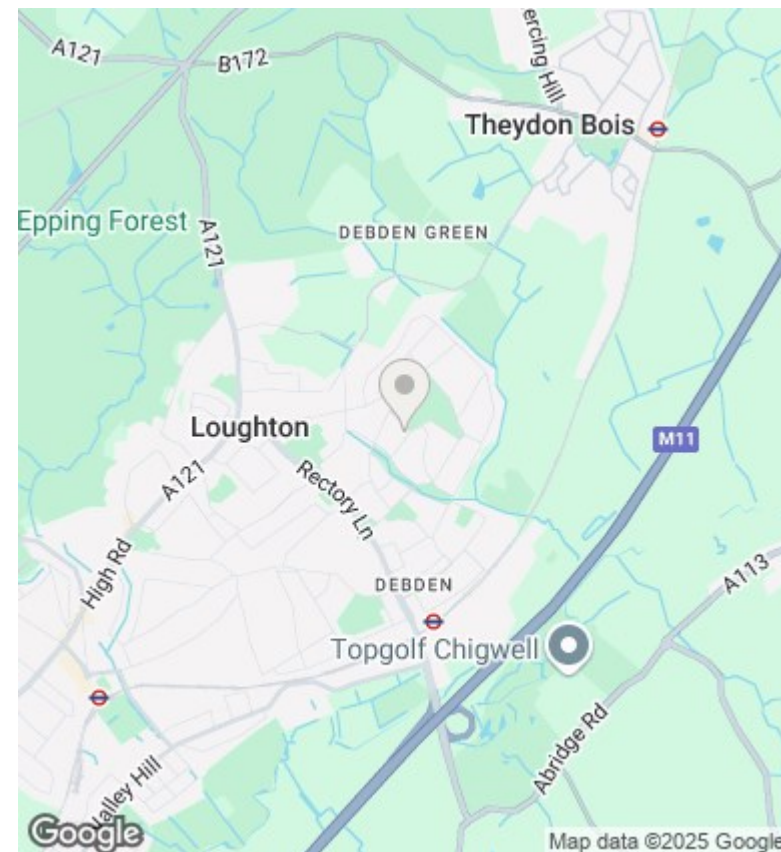 A121
B172
ercing Hill
Theydon Bois
Epping Forest
A121
DEBDEN GREEN
Loughton
M11
A121
Rectory Ln
High Rd
DEBDEN
A113
Topgolf Chigwell
Abridge Rd
Valley Hill
Google
Map data ©2025 Google